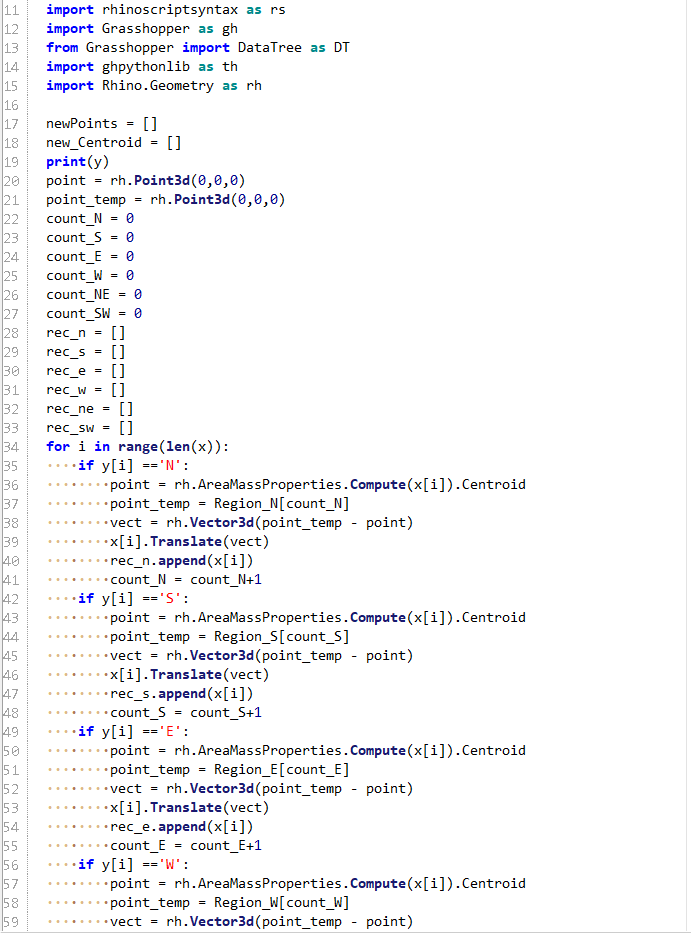 11 import rhinoscriptsyntax as rs
12 import Grasshopper as gh
13 from Grasshopper import DataTree as DT
14 import ghpythonlib as th
15 import Rhino.Geometry as rh
16
17 newPoints = []
18 new_Centroid = []
19 print(y)
20 point = rh.Point3d(0,0,0)
21 point_temp = rh.Point3d(0,0,0)
22 count_N = 0
23 count_S = 0
24 count_E = 0
25 count_W = 0
26 count_NE = 0
27 count_SW = 0
28 rec_n = []
29 rec_s = []
30 rec_e = []
31 rec_w = []
32 rec_ne = []
33 rec_sw = []
34 for i in range(len(x)):
35     if y[i] =='N':
36         point = rh.AreaMassProperties.Compute(x[i]).Centroid
37         point_temp = Region_N[count_N]
38         vect = rh.Vector3d(point_temp - point)
39         x[i].Translate(vect)
40         rec_n.append(x[i])
41         count_N = count_N+1
42     if y[i] =='S':
43         point = rh.AreaMassProperties.Compute(x[i]).Centroid
44         point_temp = Region_S[count_S]
45         vect = rh.Vector3d(point_temp - point)
46         x[i].Translate(vect)
47         rec_s.append(x[i])
48         count_S = count_S+1
49     if y[i] =='E':
50         point = rh.AreaMassProperties.Compute(x[i]).Centroid
51         point_temp = Region_E[count_E]
52         vect = rh.Vector3d(point_temp - point)
53         x[i].Translate(vect)
54         rec_e.append(x[i])
55         count_E = count_E+1
56     if y[i] =='W':
57         point = rh.AreaMassProperties.Compute(x[i]).Centroid
58         point_temp = Region_W[count_W]
59         vect = rh.Vector3d(point_temp - point)